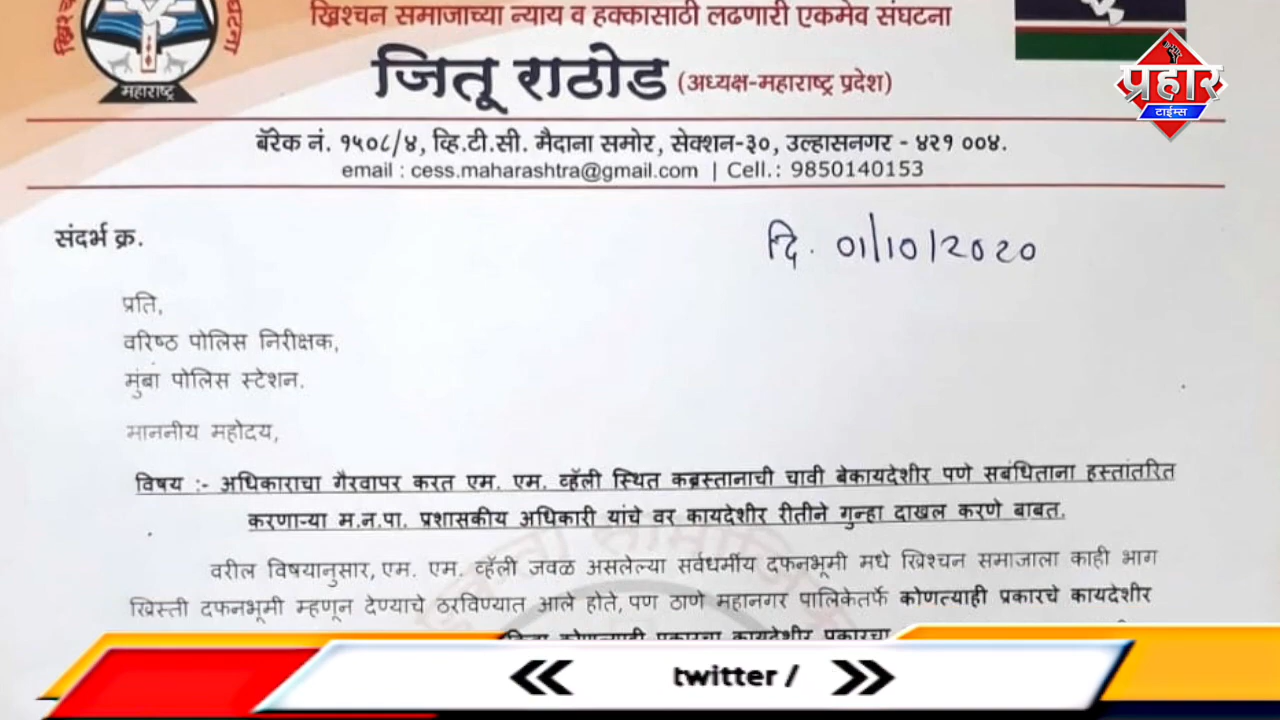 ख्रिश्चन समाजाच्या न्याय व हक्कासाठी लढणारी एकमेव संघटना
जितू राठोड (अध्यक्ष-महाराष्ट्र प्रदेश)
महाराष्ट्र
प्रहार
टाईम्स
बॅरेक नं. १५०८/४, व्हि.टी.सी. मैदाना समोर, सेक्शन-३०, उल्हासनगर - ४२१ ००४.
email : cess.maharashtra@gmail.com | Cell.: 9850140153
संदर्भ क्र.
दि. 01/10/2020
प्रति,
वरिष्ठ पोलिस निरीक्षक,
मुंब्रा पोलिस स्टेशन.
माननीय महोदय,
विषय :- अधिकाराचा गैरवापर करत एम. एम. व्हॅली स्थित कब्रस्तानाची चावी बेकायदेशीर पणे सबंधिताना हस्तांतरित
करणाऱ्या म.न.पा. प्रशासकीय अधिकारी यांचे वर कायदेशीर रीतीने गुन्हा दाखल करणे बाबत.
वरील विषयानुसार, एम. एम. व्हॅली जवळ असलेल्या सर्वधर्मीय दफनभूमी मधे ख्रिश्चन समाजाला काही भाग
ख्रिस्ती दफनभूमी म्हणून देण्याचे ठरविण्यात आले होते, पण ठाणे महानगर पालिकेतर्फे कोणत्याही प्रकारचे कायदेशीर
twitter /